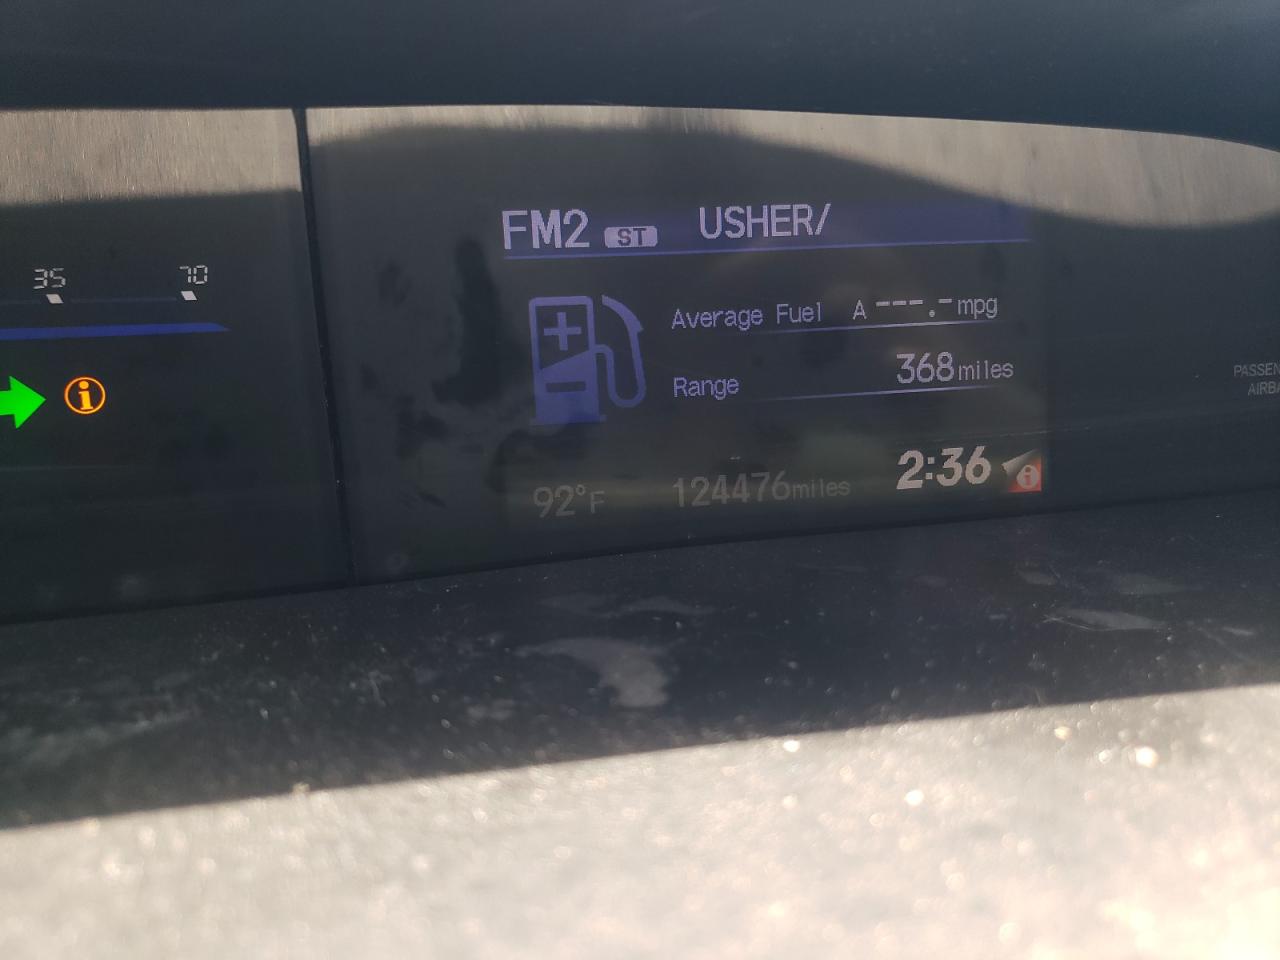 FM2 ST USHER/
35 70
Average Fuel A ---.- mpg
Range 368 miles
i
PASSEN
AIRBA
92°F 124476 miles 2:36 i